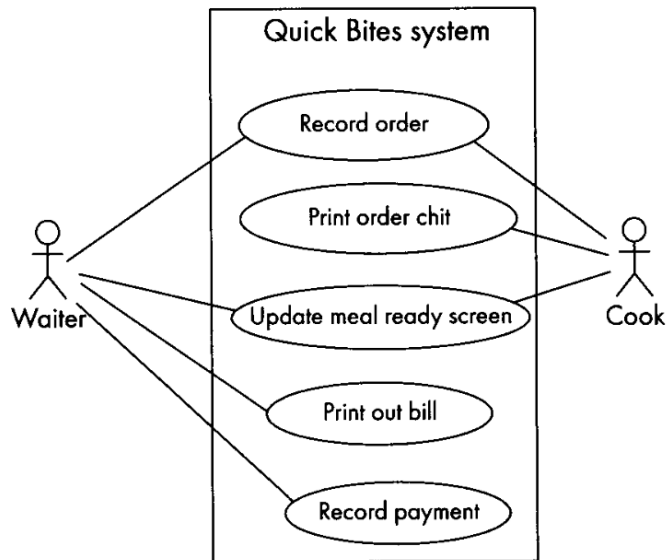 Quick Bites system
Record order
Print order chit
Waiter
Update meal ready screen
Cook
Print out bill
Record payment